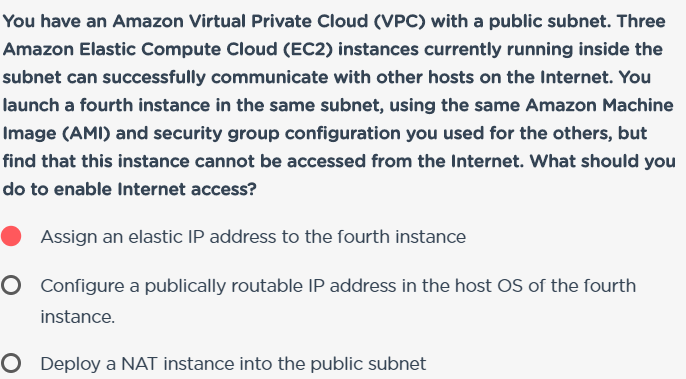 You have an Amazon Virtual Private Cloud (VPC) with a public subnet. Three
Amazon Elastic Compute Cloud (EC2) instances currently running inside the
subnet can successfully communicate with other hosts on the Internet. You
launch a fourth instance in the same subnet, using the same Amazon Machine
Image (AMI) and security group configuration you used for the others, but
find that this instance cannot be accessed from the Internet. What should you
do to enable Internet access?
Assign an elastic IP address to the fourth instance
Configure a publically routable IP address in the host OS of the fourth
instance.
Deploy a NAT instance into the public subnet